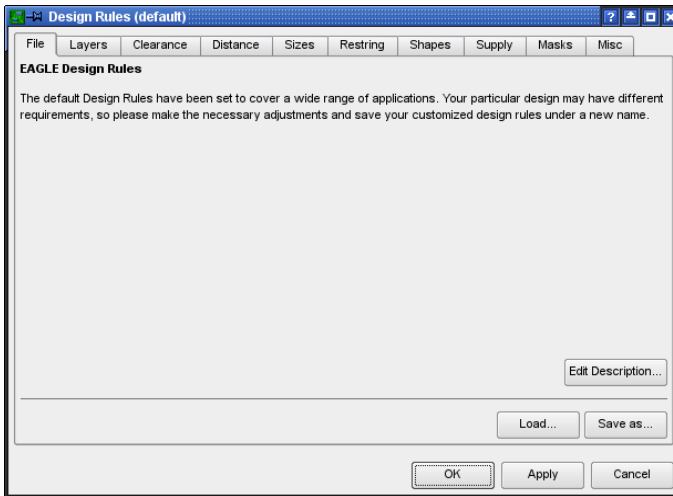 Design Rules (default)
File Layers Clearance Distance Sizes Restring Shapes Supply Masks Misc
EAGLE Design Rules
The default Design Rules have been set to cover a wide range of applications. Your particular design may have different
requirements, so please make the necessary adjustments and save your customized design rules under a new name.
Edit Description...
Load... Save as...
OK Apply Cancel